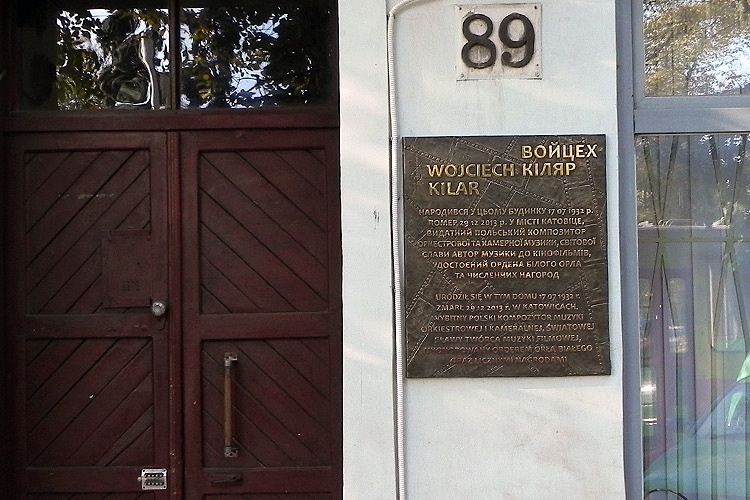 89
ВОЙЦЕХ
WOJCIECH КІЛЯР
KILAR
НАРОДИВСЯ У ЦЬОМУ БУДИНКУ 17 07 1932 р.
ПОМЕР 29 12 2013 р. У МІСТІ КАТОВІЦЕ,
ВИДАТНИЙ ПОЛЬСЬКИЙ КОМПОЗИТОР
ОРКЕСТРОВОЇ ТА КАМЕРНОЇ МУЗИКИ, СВІТОВОЇ
СЛАВИ АВТОР МУЗИКИ ДО КІНОФІЛЬМІВ,
УДОСТОЄНИЙ ОРДЕНА БІЛОГО ОРЛА
ТА ЧИСЛЕННИХ НАГОРОД
URODZIŁ SIĘ W TYM DOMU 17 07 1932 r.
ZMARŁ 29 12 2013 r. W KATOWICACH,
WYBITNY POLSKI KOMPOZYTOR MUZYKI
ORKIESTROWEJ I KAMERALNEJ, ŚWIATOWEJ
SŁAWY TWÓRCA MUZYKI FILMOWEJ,
ORDEREM ORŁA BIAŁEGO
ORAZ LICZNYMI NAGRODAMI